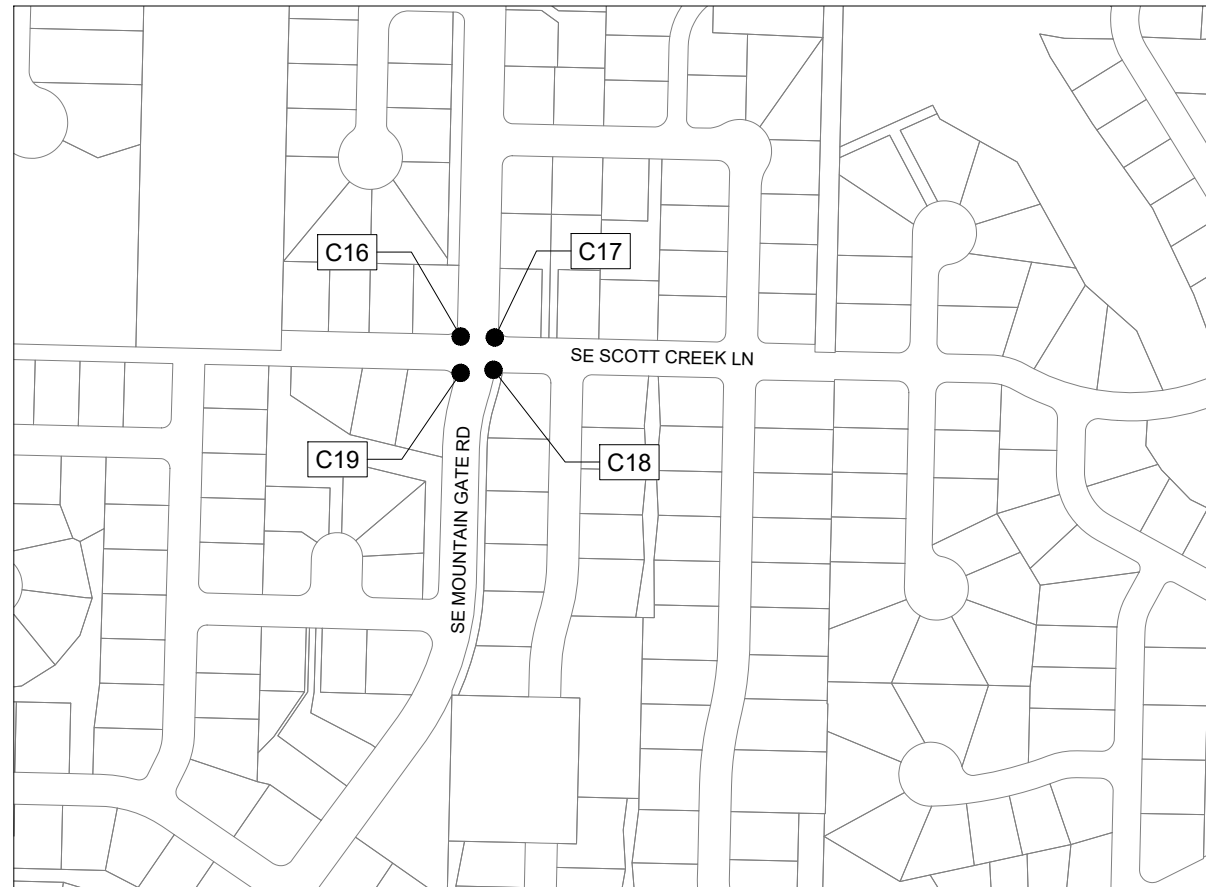 C16
C17
SE SCOTT CREEK LN
C19
C18
SE MOUNTAIN GATE RD